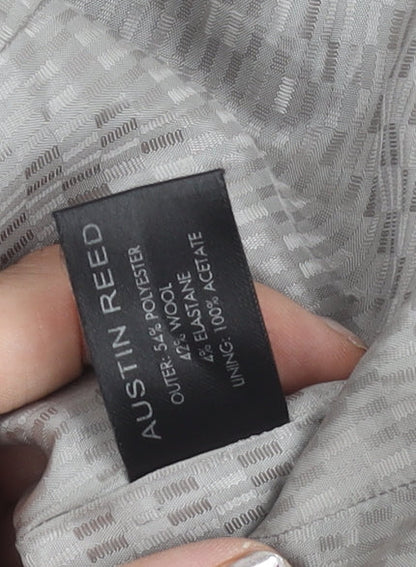 AUSTIN REED
OUTER: 54% POLYESTER
42% WOOL
4% ELASTANE
LINING: 100% ACETATE